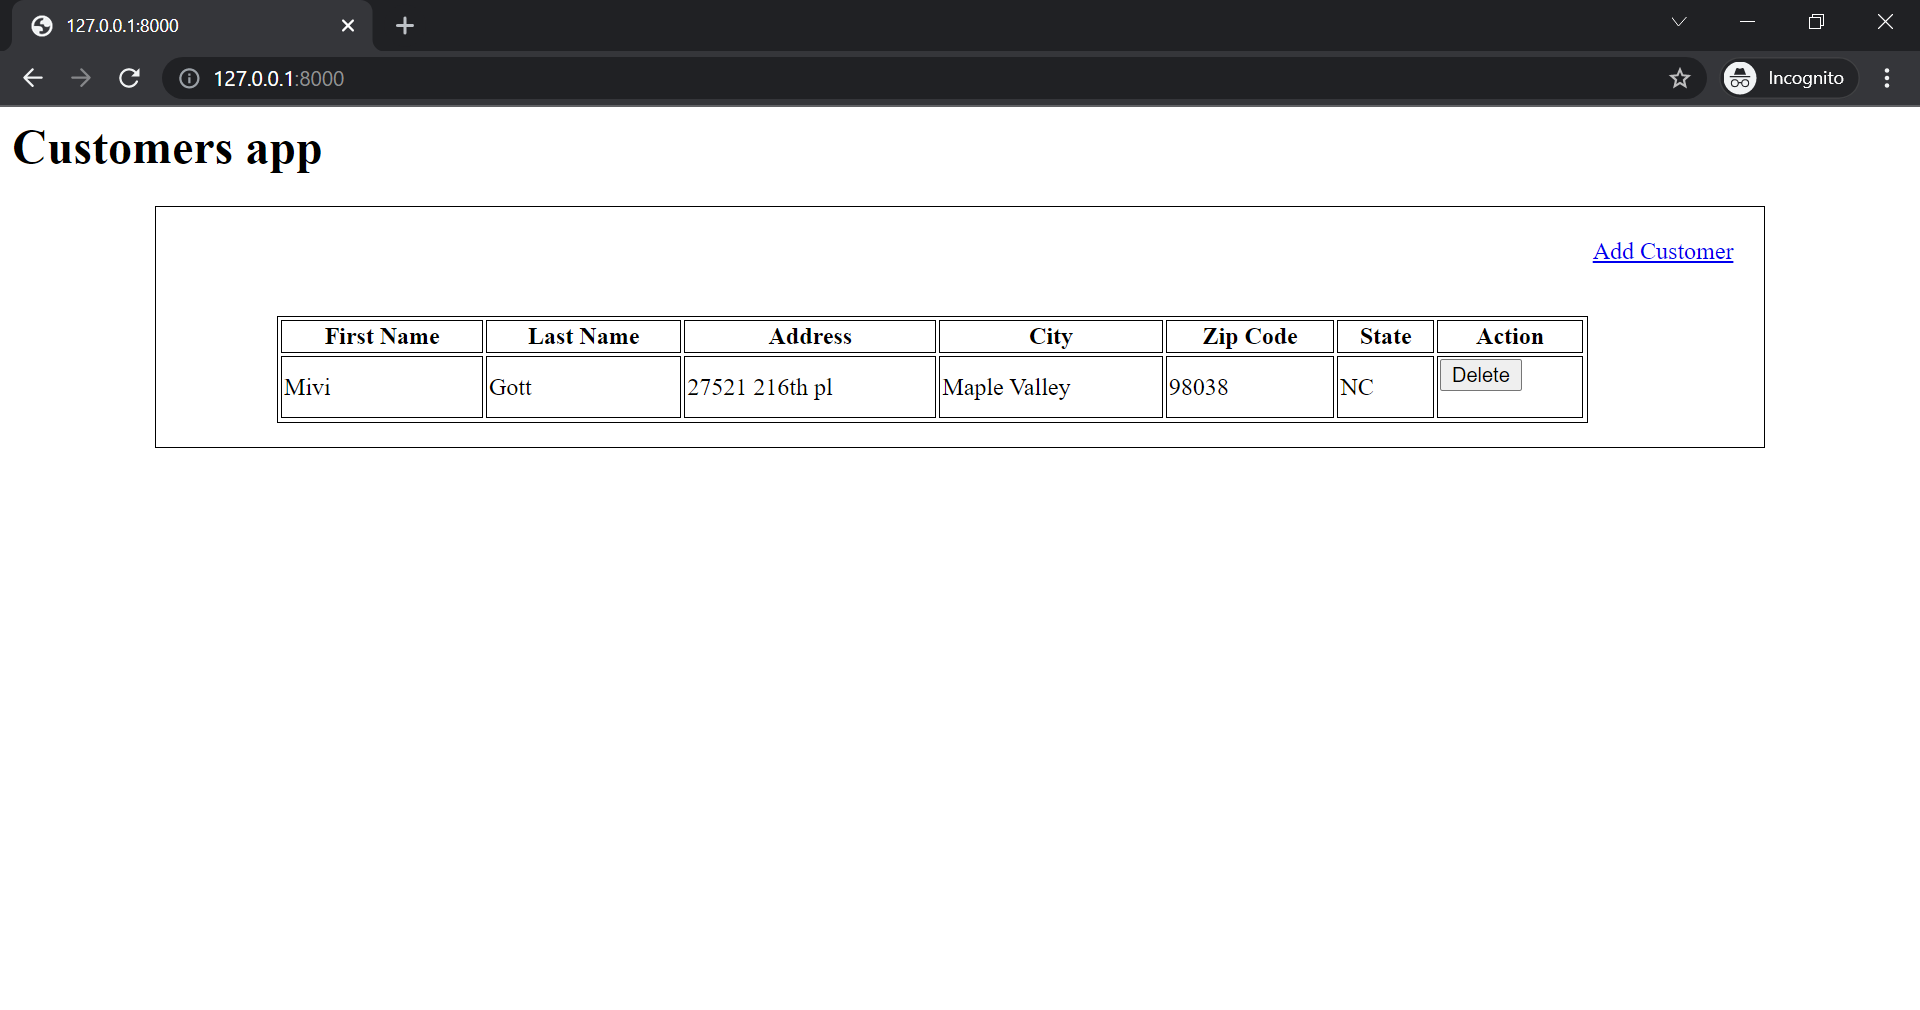 127.0.0.1:8000
127.0.0.1:8000
Incognito
Customers app
Add Customer
First Name Last Name Address City Zip Code State Action
Mivi Gott 27521 216th pl Maple Valley 98038 NC Delete